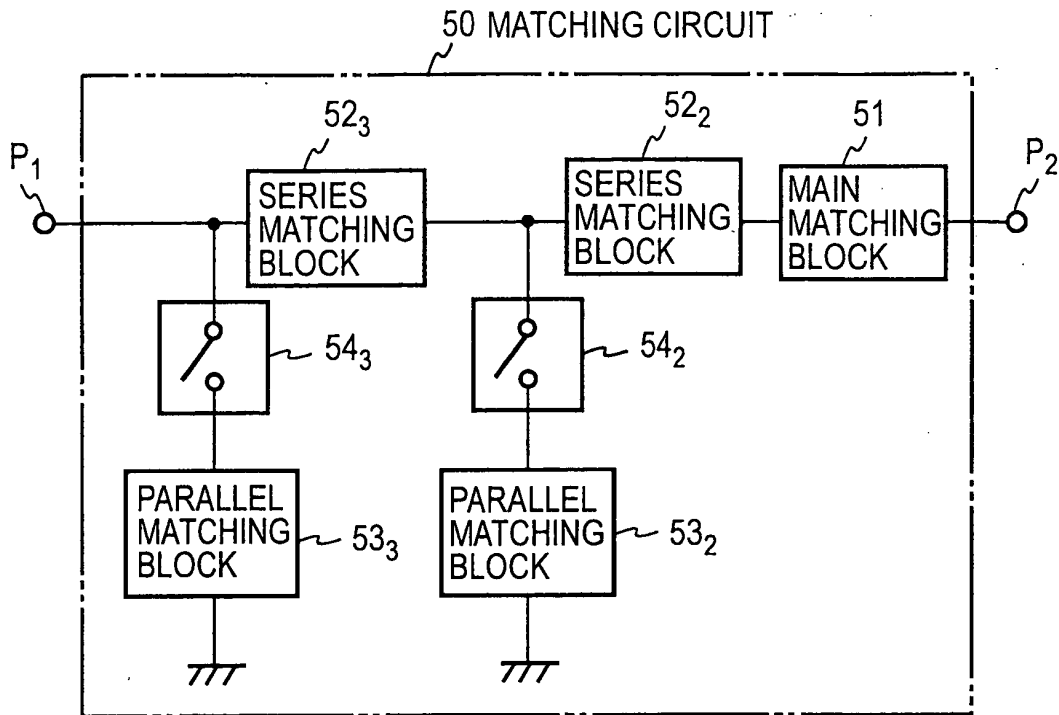 50 MATCHING CIRCUIT
52₃
52₂
51
P₁
P₂
SERIES
MATCHING
BLOCK
SERIES
MATCHING
BLOCK
MAIN
MATCHING
BLOCK
54₃
54₂
PARALLEL
MATCHING
BLOCK
53₃
PARALLEL
MATCHING
BLOCK
53₂